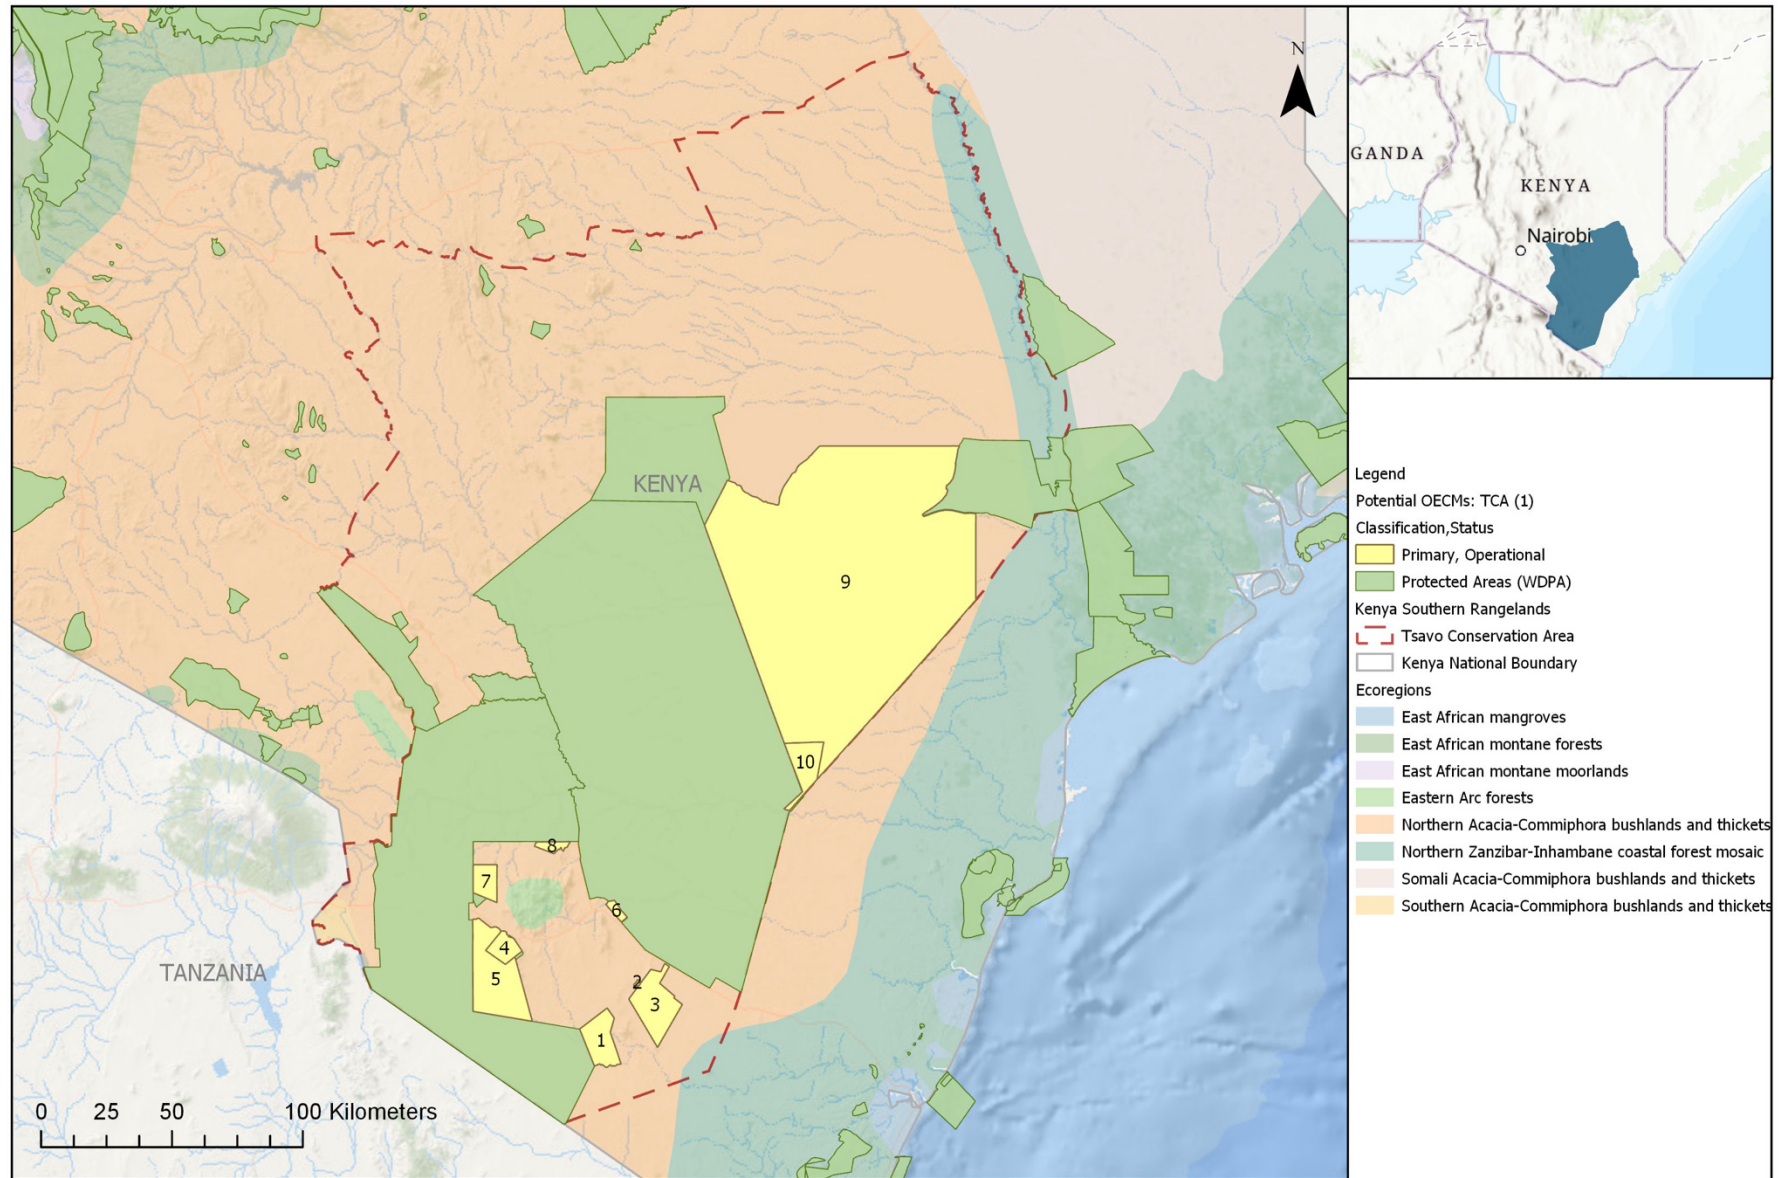 N
KENYA
9
10
8
7
6
4
5
2
3
1
TANZANIA
0 25 50 100 Kilometers
GANDA
KENYA
Nairobi
Legend
Potential OECMs: TCA (1)
Classification,Status
Primary, Operational
Protected Areas (WDPA)
Kenya Southern Rangelands
Tsavo Conservation Area
Kenya National Boundary
Ecoregions
East African mangroves
East African montane forests
East African montane moorlands
Eastern Arc forests
Northern Acacia-Commiphora bushlands and thickets
Northern Zanzibar-Inhambane coastal forest mosaic
Somali Acacia-Commiphora bushlands and thickets
Southern Acacia-Commiphora bushlands and thickets